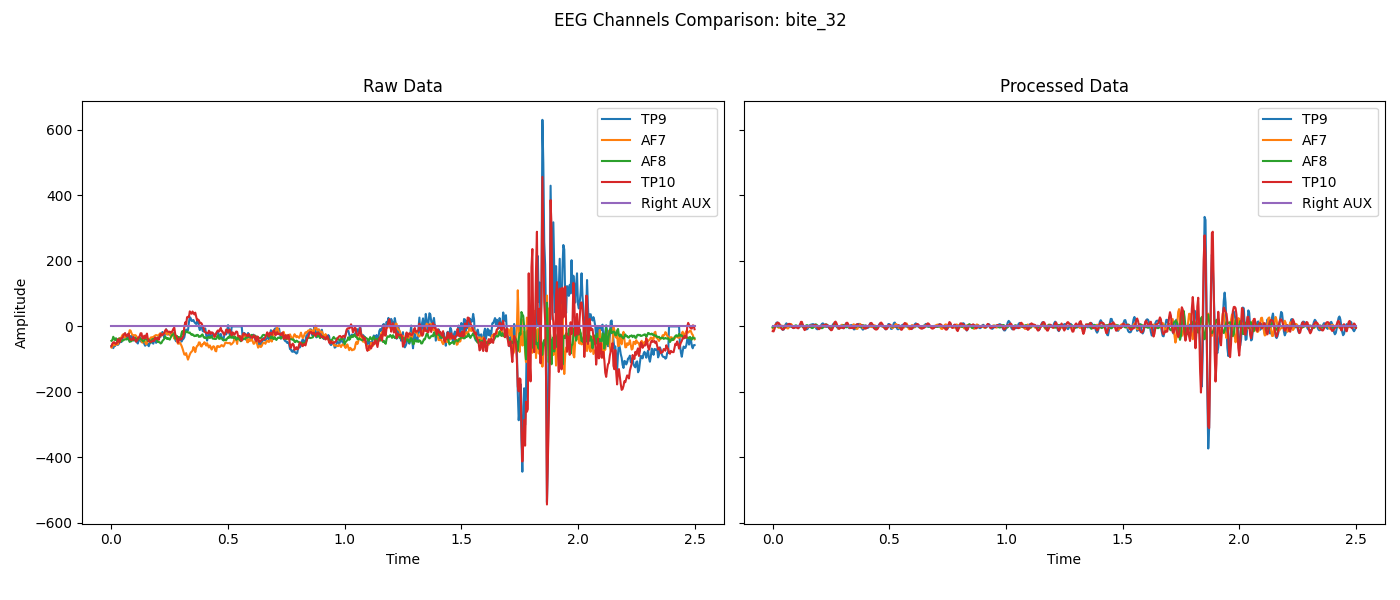 EEG Channels Comparison: bite_32
Raw Data
Processed Data
TP9
AF7
AF8
TP10
Right AUX
TP9
AF7
AF8
TP10
Right AUX
Amplitude
600
400
200
0
−200
−400
−600
0.0 0.5 1.0 1.5 2.0 2.5
0.0 0.5 1.0 1.5 2.0 2.5
Time
Time